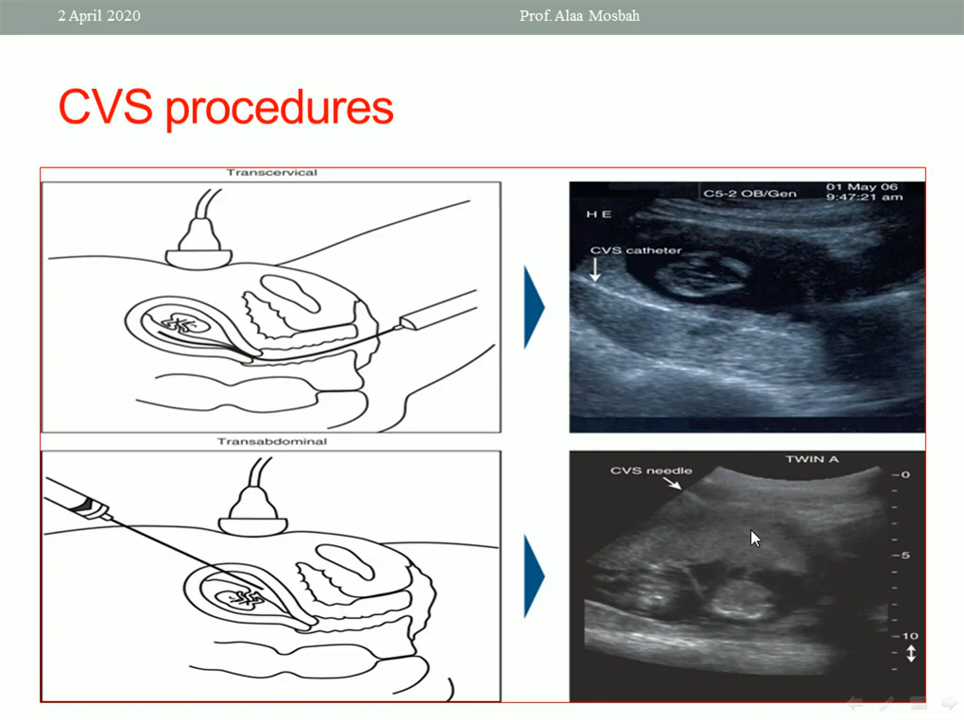 2 April 2020
Prof. Alaa Mosbah
CVS procedures
Transcervical
C5-2 OB/Gen
01 May 06
9:47:21 am
H E
CVS catheter
Transabdominal
TWIN A
CVS needle
0
5
10